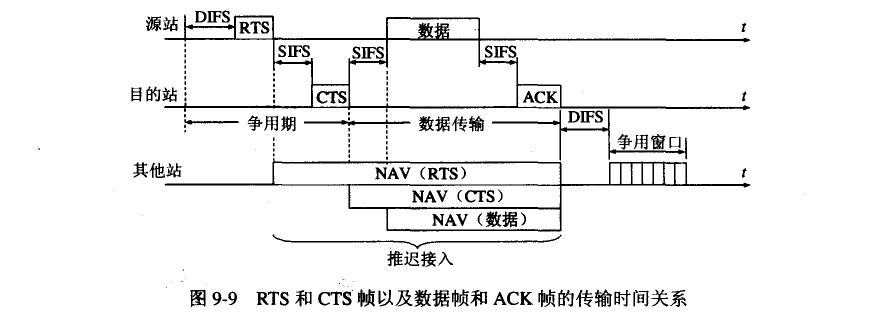 源站 DIFS RTS 数据 t
SIFS SIFS SIFS
目的站 CTS ACK t
争用期 数据传输 DIFS
争用窗口
其他站 NAV（RTS） t
NAV（CTS）
NAV（数据）
推迟接入
图 9-9 RTS 和 CTS 帧以及数据帧和 ACK 帧的传输时间关系